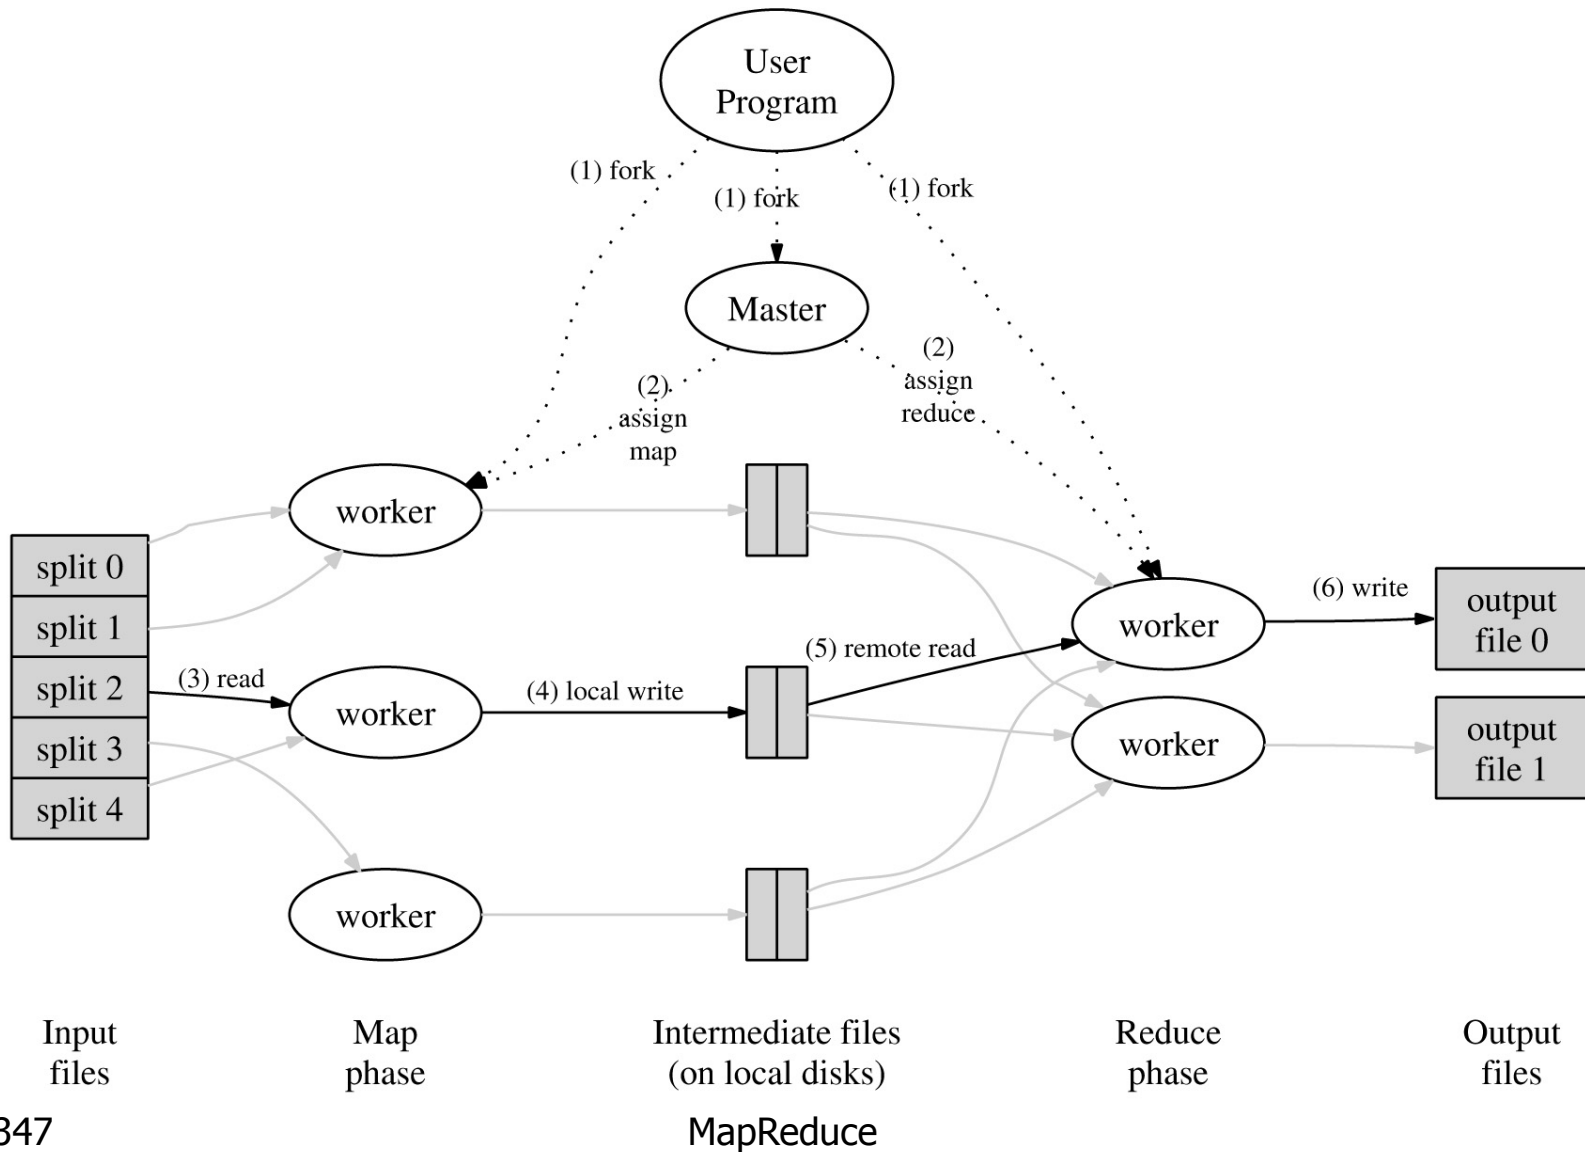 User
Program
(1) fork
(1) fork
(1) fork
Master
(2)
assign
map
(2)
assign
reduce
worker
split 0
split 1
split 2
split 3
split 4
(3) read
worker
(4) local write
(5) remote read
worker
(6) write
output
file 0
worker
output
file 1
worker
Input
files
Map
phase
Intermediate files
(on local disks)
Reduce
phase
Output
files
347
MapReduce